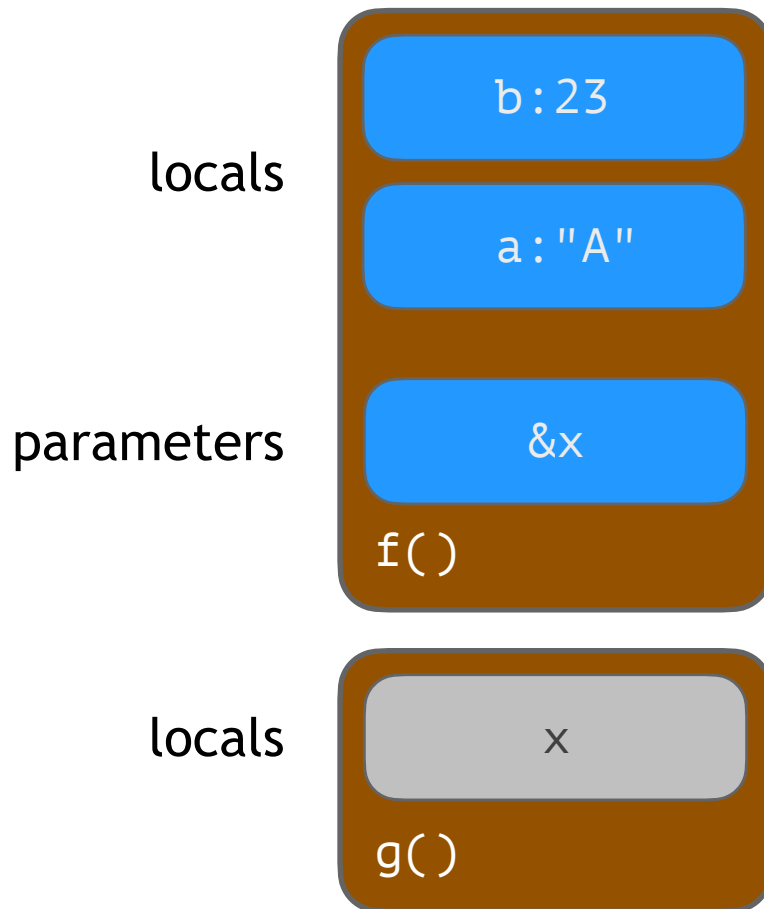 b:23
locals
a:"A"
parameters
&x
f()
locals
x
g()